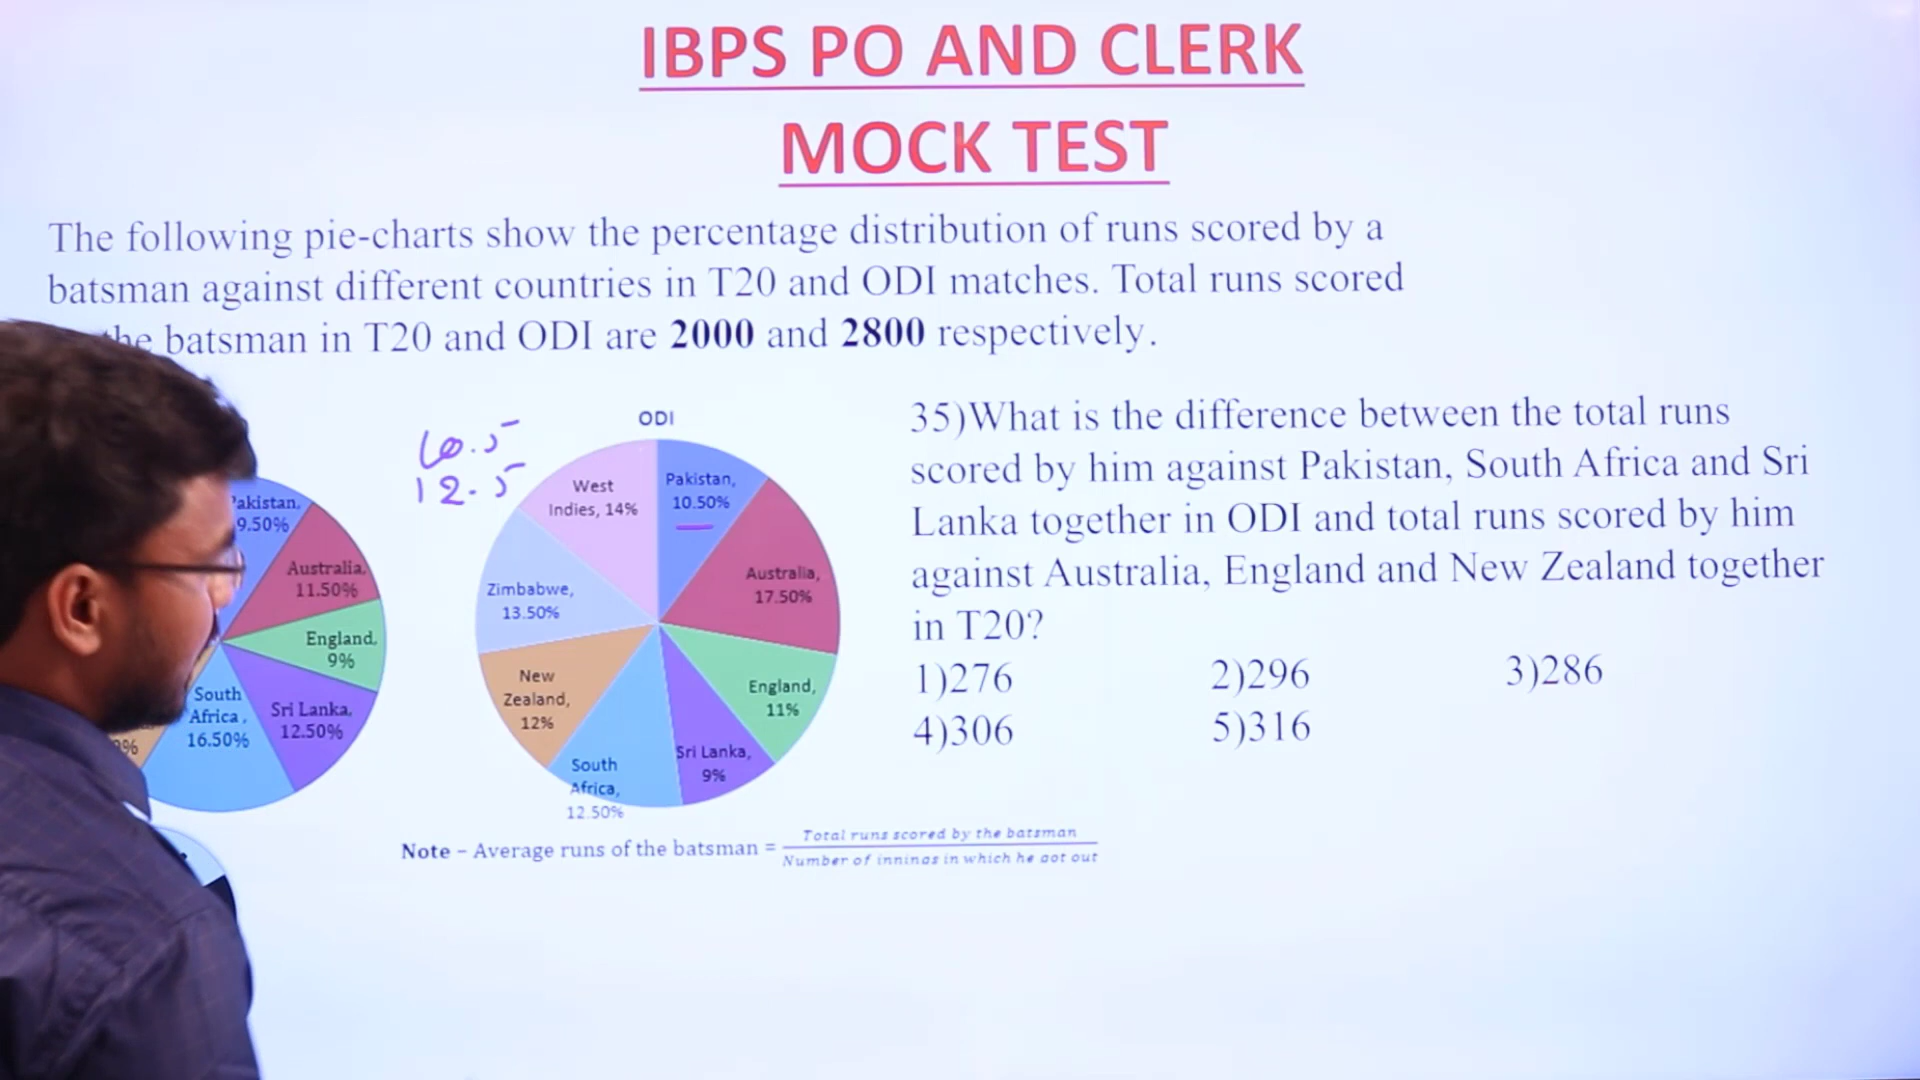 IBPS PO AND CLERK
MOCK TEST
The following pie-charts show the percentage distribution of runs scored by a
batsman against different countries in T20 and ODI matches. Total runs scored
the batsman in T20 and ODI are 2000 and 2800 respectively.
Pakistan,
9.50%
Australia,
11.50%
England,
9%
Sri Lanka,
12.50%
South
Africa,
16.50%
10.5
12.5
ODI
Pakistan,
10.50%
Australia,
17.50%
England,
11%
Sri Lanka,
9%
South
Africa,
12.50%
New
Zealand,
12%
Zimbabwe,
13.50%
West
Indies, 14%
35)What is the difference between the total runs
scored by him against Pakistan, South Africa and Sri
Lanka together in ODI and total runs scored by him
against Australia, England and New Zealand together
in T20?
1)276 2)296 3)286
4)306 5)316
Note – Average runs of the batsman = Total runs scored by the batsman
Number of innings in which he got out